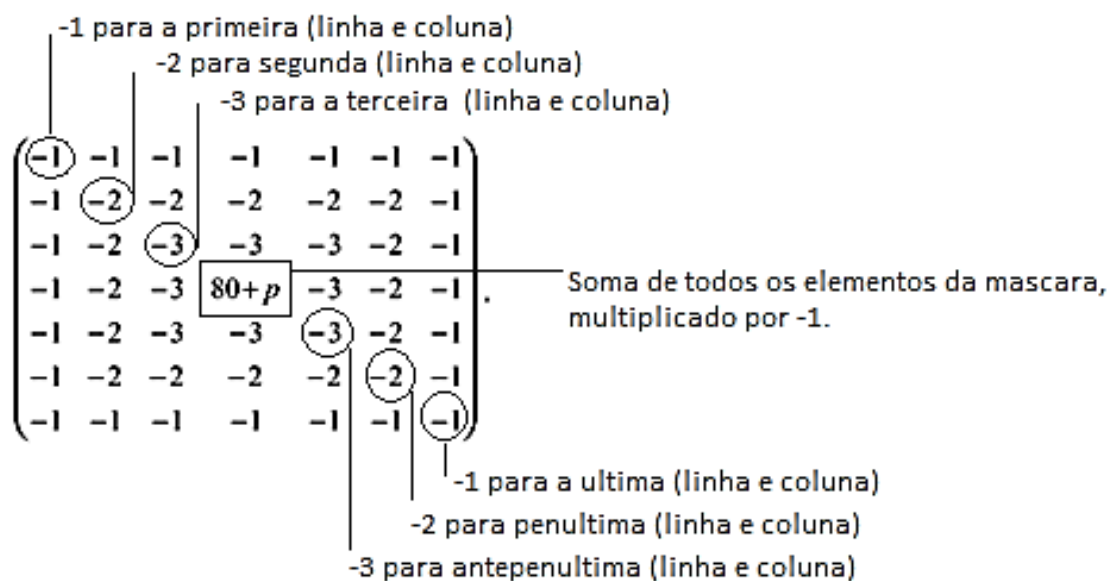 -1 para a primeira (linha e coluna)
-2 para segunda (linha e coluna)
-3 para a terceira (linha e coluna)
-1 -1 -1 -1 -1 -1 -1
-1 -2 -2 -2 -2 -2 -1
-1 -2 -3 -3 -3 -2 -1
-1 -2 -3 80+p -3 -2 -1 .
-1 -2 -3 -3 -3 -2 -1
-1 -2 -2 -2 -2 -2 -1
-1 -1 -1 -1 -1 -1 -1
Soma de todos os elementos da mascara,
multiplicado por -1.
-1 para a ultima (linha e coluna)
-2 para penultima (linha e coluna)
-3 para antepenultima (linha e coluna)